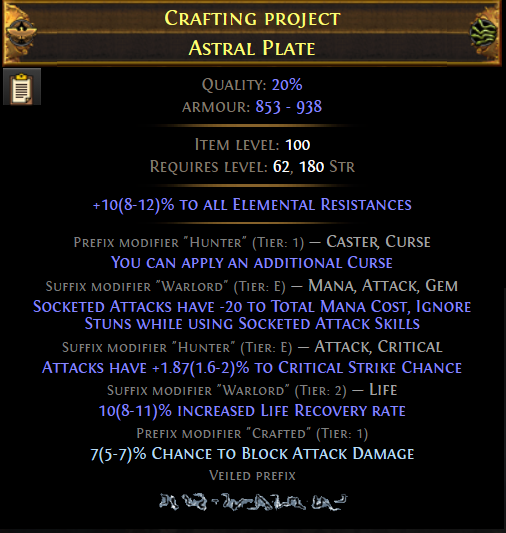 Crafting project
Astral Plate
Quality: 20%
Armour: 853 - 938
Item level: 100
Requires level: 62, 180 Str
+10(8-12)% to all Elemental Resistances
Prefix modifier "Hunter" (Tier: 1) — Caster, Curse
You can apply an additional Curse
Suffix modifier "Warlord" (Tier: E) — Mana, Attack, Gem
Socketed Attacks have -20 to Total Mana Cost, Ignore
Stuns while using Socketed Attack Skills
Suffix modifier "Hunter" (Tier: E) — Attack, Critical
Attacks have +1.87(1.6-2)% to Critical Strike Chance
Suffix modifier "Warlord" (Tier: 2) — Life
10(8-11)% increased Life Recovery rate
Prefix modifier "Crafted" (Tier: 1)
7(5-7)% Chance to Block Attack Damage
Veiled prefix